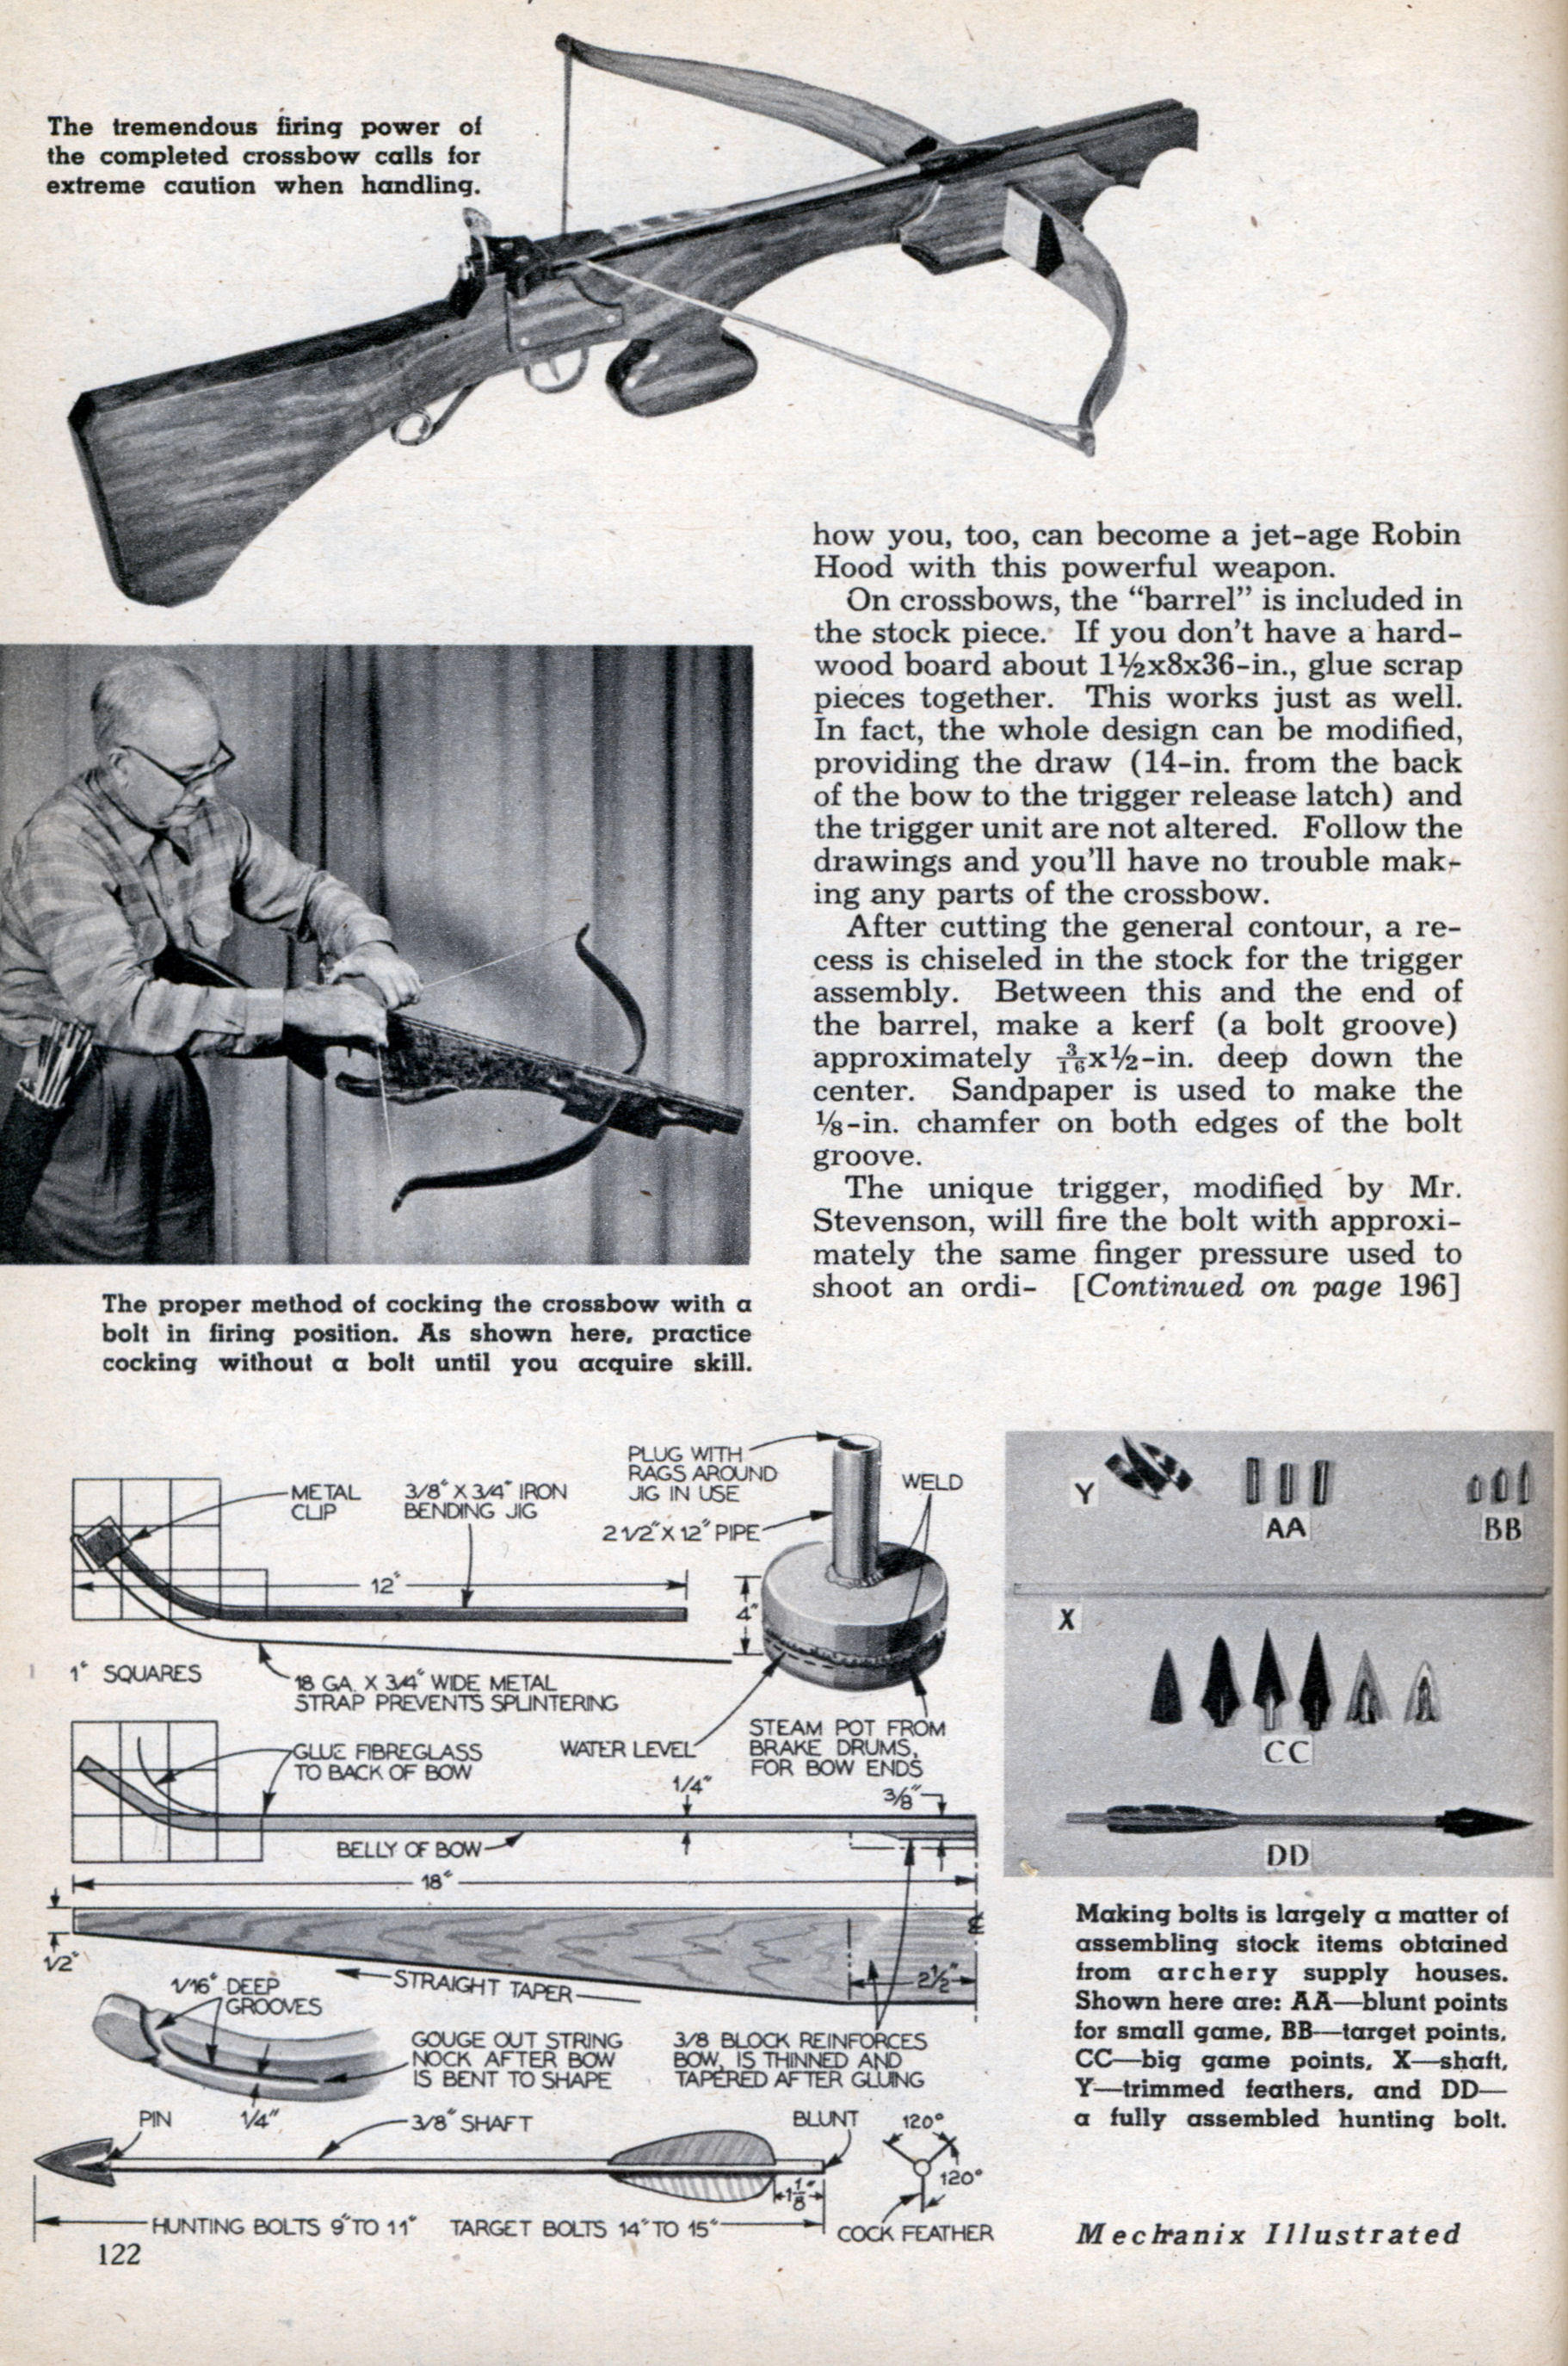 The tremendous firing power of
the completed crossbow calls for
extreme caution when handling.
how you, too, can become a jet-age Robin
Hood with this powerful weapon.
On crossbows, the “barrel” is included in
the stock piece. If you don't have a hard-
wood board about 1½x8x36-in., glue scrap
pieces together. This works just as well.
In fact, the whole design can be modified,
providing the draw (14-in. from the back
of the bow to the trigger release latch) and
the trigger unit are not altered. Follow the
drawings and you'll have no trouble mak-
ing any parts of the crossbow.
After cutting the general contour, a re-
cess is chiseled in the stock for the trigger
assembly. Between this and the end of
the barrel, make a kerf (a bolt groove)
approximately 3/16x½-in. deep down the
center. Sandpaper is used to make the
⅛-in. chamfer on both edges of the bolt
groove.
The unique trigger, modified by Mr.
Stevenson, will fire the bolt with approxi-
mately the same finger pressure used to
shoot an ordi- [Continued on page 196]
The proper method of cocking the crossbow with a
bolt in firing position. As shown here, practice
cocking without a bolt until you acquire skill.
METAL
CLIP
3/8" X 3/4" IRON
BENDING JIG
12"
1" SQUARES
18 GA. X 3/4" WIDE METAL
STRAP PREVENTS SPLINTERING
PLUG WITH
RAGS AROUND
JIG IN USE
2 1/2" X 12" PIPE
WELD
4"
WATER LEVEL
STEAM POT FROM
BRAKE DRUMS,
FOR BOW ENDS
GLUE FIBREGLASS
TO BACK OF BOW
1/4"
3/8"
BELLY OF BOW
18"
1/2"
STRAIGHT TAPER
2½"
1/16" DEEP
GROOVES
GOUGE OUT STRING
NOCK AFTER BOW
IS BENT TO SHAPE
1/4"
3/8 BLOCK REINFORCES
BOW, IS THINNED AND
TAPERED AFTER GLUING
PIN
3/8" SHAFT
BLUNT
120°
120°
1⅛"
HUNTING BOLTS 9" TO 11" TARGET BOLTS 14" TO 15"
COCK FEATHER
Y
AA
BB
X
CC
DD
Making bolts is largely a matter of
assembling stock items obtained
from archery supply houses.
Shown here are: AA—blunt points
for small game, BB—target points,
CC—big game points, X—shaft,
Y—trimmed feathers, and DD—
a fully assembled hunting bolt.
122
Mechanix Illustrated